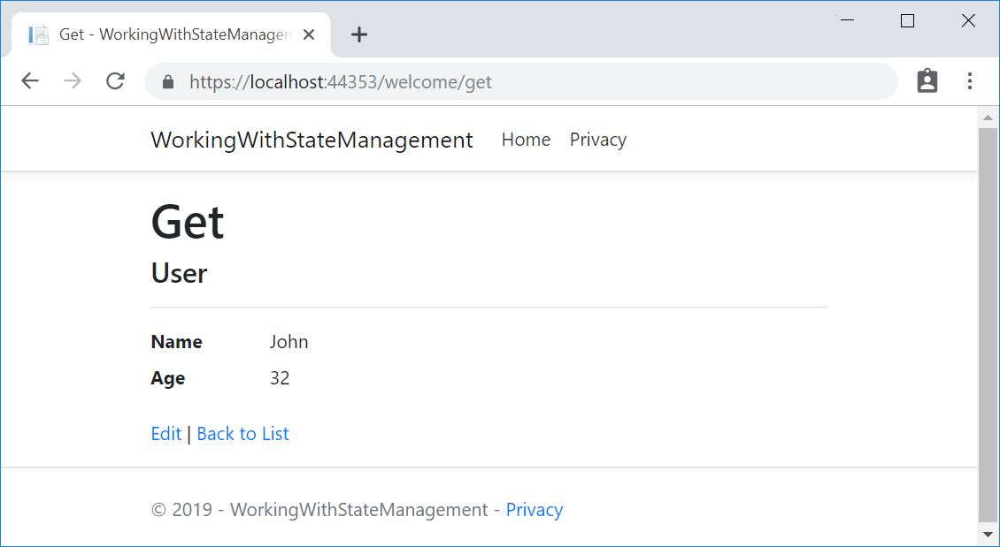 Get - WorkingWithStateManagen
https://localhost:44353/welcome/get
WorkingWithStateManagement Home Privacy
Get
User
Name John
Age 32
Edit | Back to List
© 2019 - WorkingWithStateManagement - Privacy